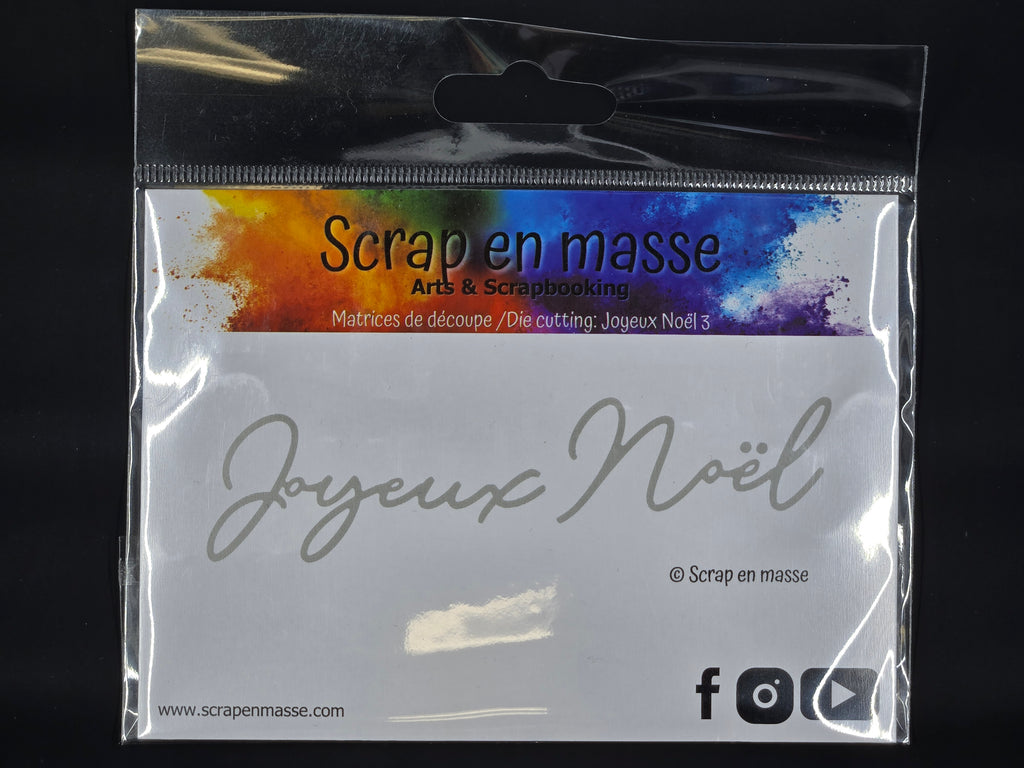 Scrap en masse
Arts & Scrapbooking
Matrices de découpe /Die cutting: Joyeux Noël 3
Joyeux Noël
© Scrap en masse
www.scrapenmasse.com